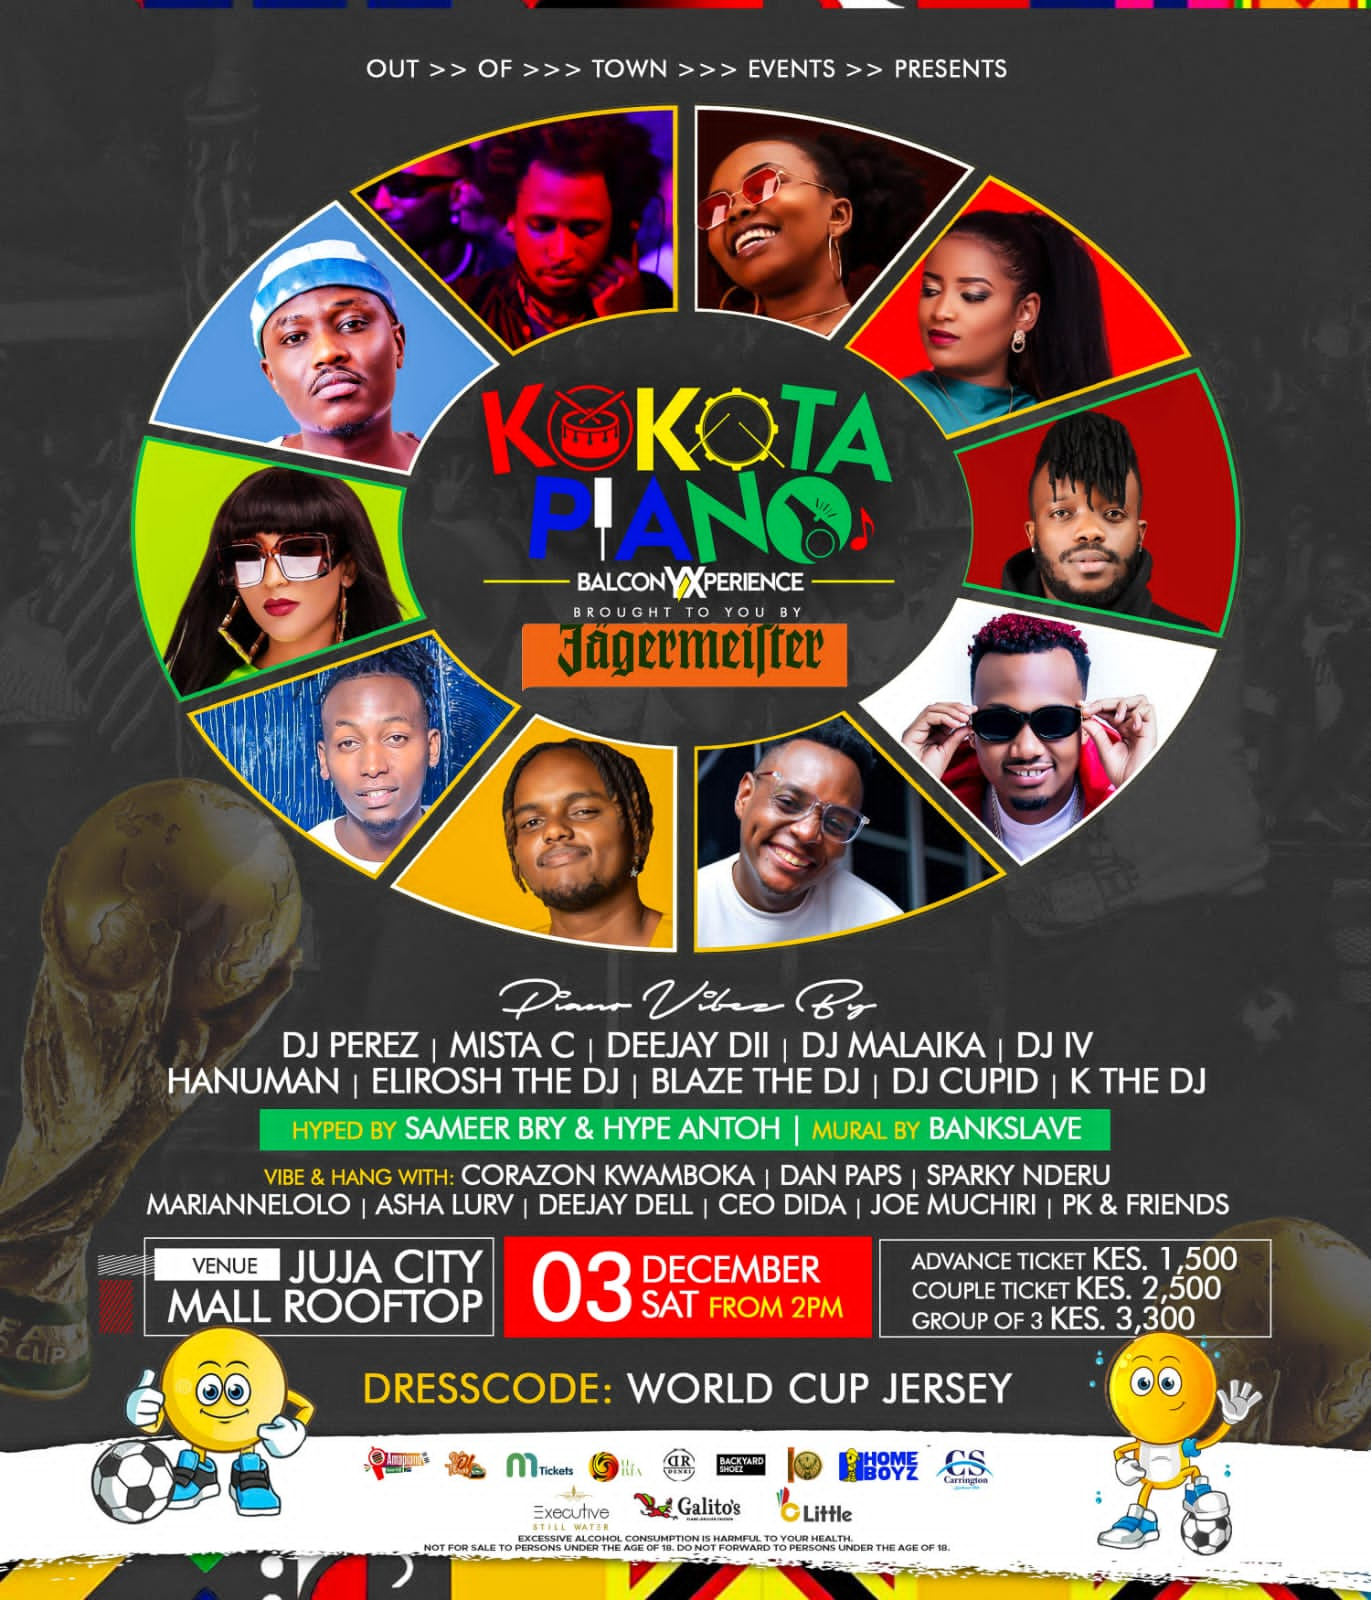 OUT >> OF >>> TOWN >>> EVENTS >> PRESENTS
KOKOTA
PIANO
BALCONYXPERIENCE
BROUGHT TO YOU BY
Jägermeiſter
Piano Vibez By
DJ PEREZ | MISTA C | DEEJAY DII | DJ MALAIKA | DJ IV
HANUMAN | ELIROSH THE DJ | BLAZE THE DJ | DJ CUPID | K THE DJ
HYPED BY SAMEER BRY & HYPE ANTOH | MURAL BY BANKSLAVE
VIBE & HANG WITH: CORAZON KWAMBOKA | DAN PAPS | SPARKY NDERU
MARIANNELOLO | ASHA LURV | DEEJAY DELL | CEO DIDA | JOE MUCHIRI | PK & FRIENDS
VENUE JUJA CITY
MALL ROOFTOP
03 DECEMBER
SAT FROM 2PM
ADVANCE TICKET KES. 1,500
COUPLE TICKET KES. 2,500
GROUP OF 3 KES. 3,300
CUP
DRESSCODE: WORLD CUP JERSEY
Amapiano
mTickets
DR
DENRI
BACKYARD
SHOEZ
HOME
BOYZ
CS
Carrington
Executive
STILL WATER
Galito's
Little
EXCESSIVE ALCOHOL CONSUMPTION IS HARMFUL TO YOUR HEALTH.
NOT FOR SALE TO PERSONS UNDER THE AGE OF 18. DO NOT FORWARD TO PERSONS UNDER THE AGE OF 18.